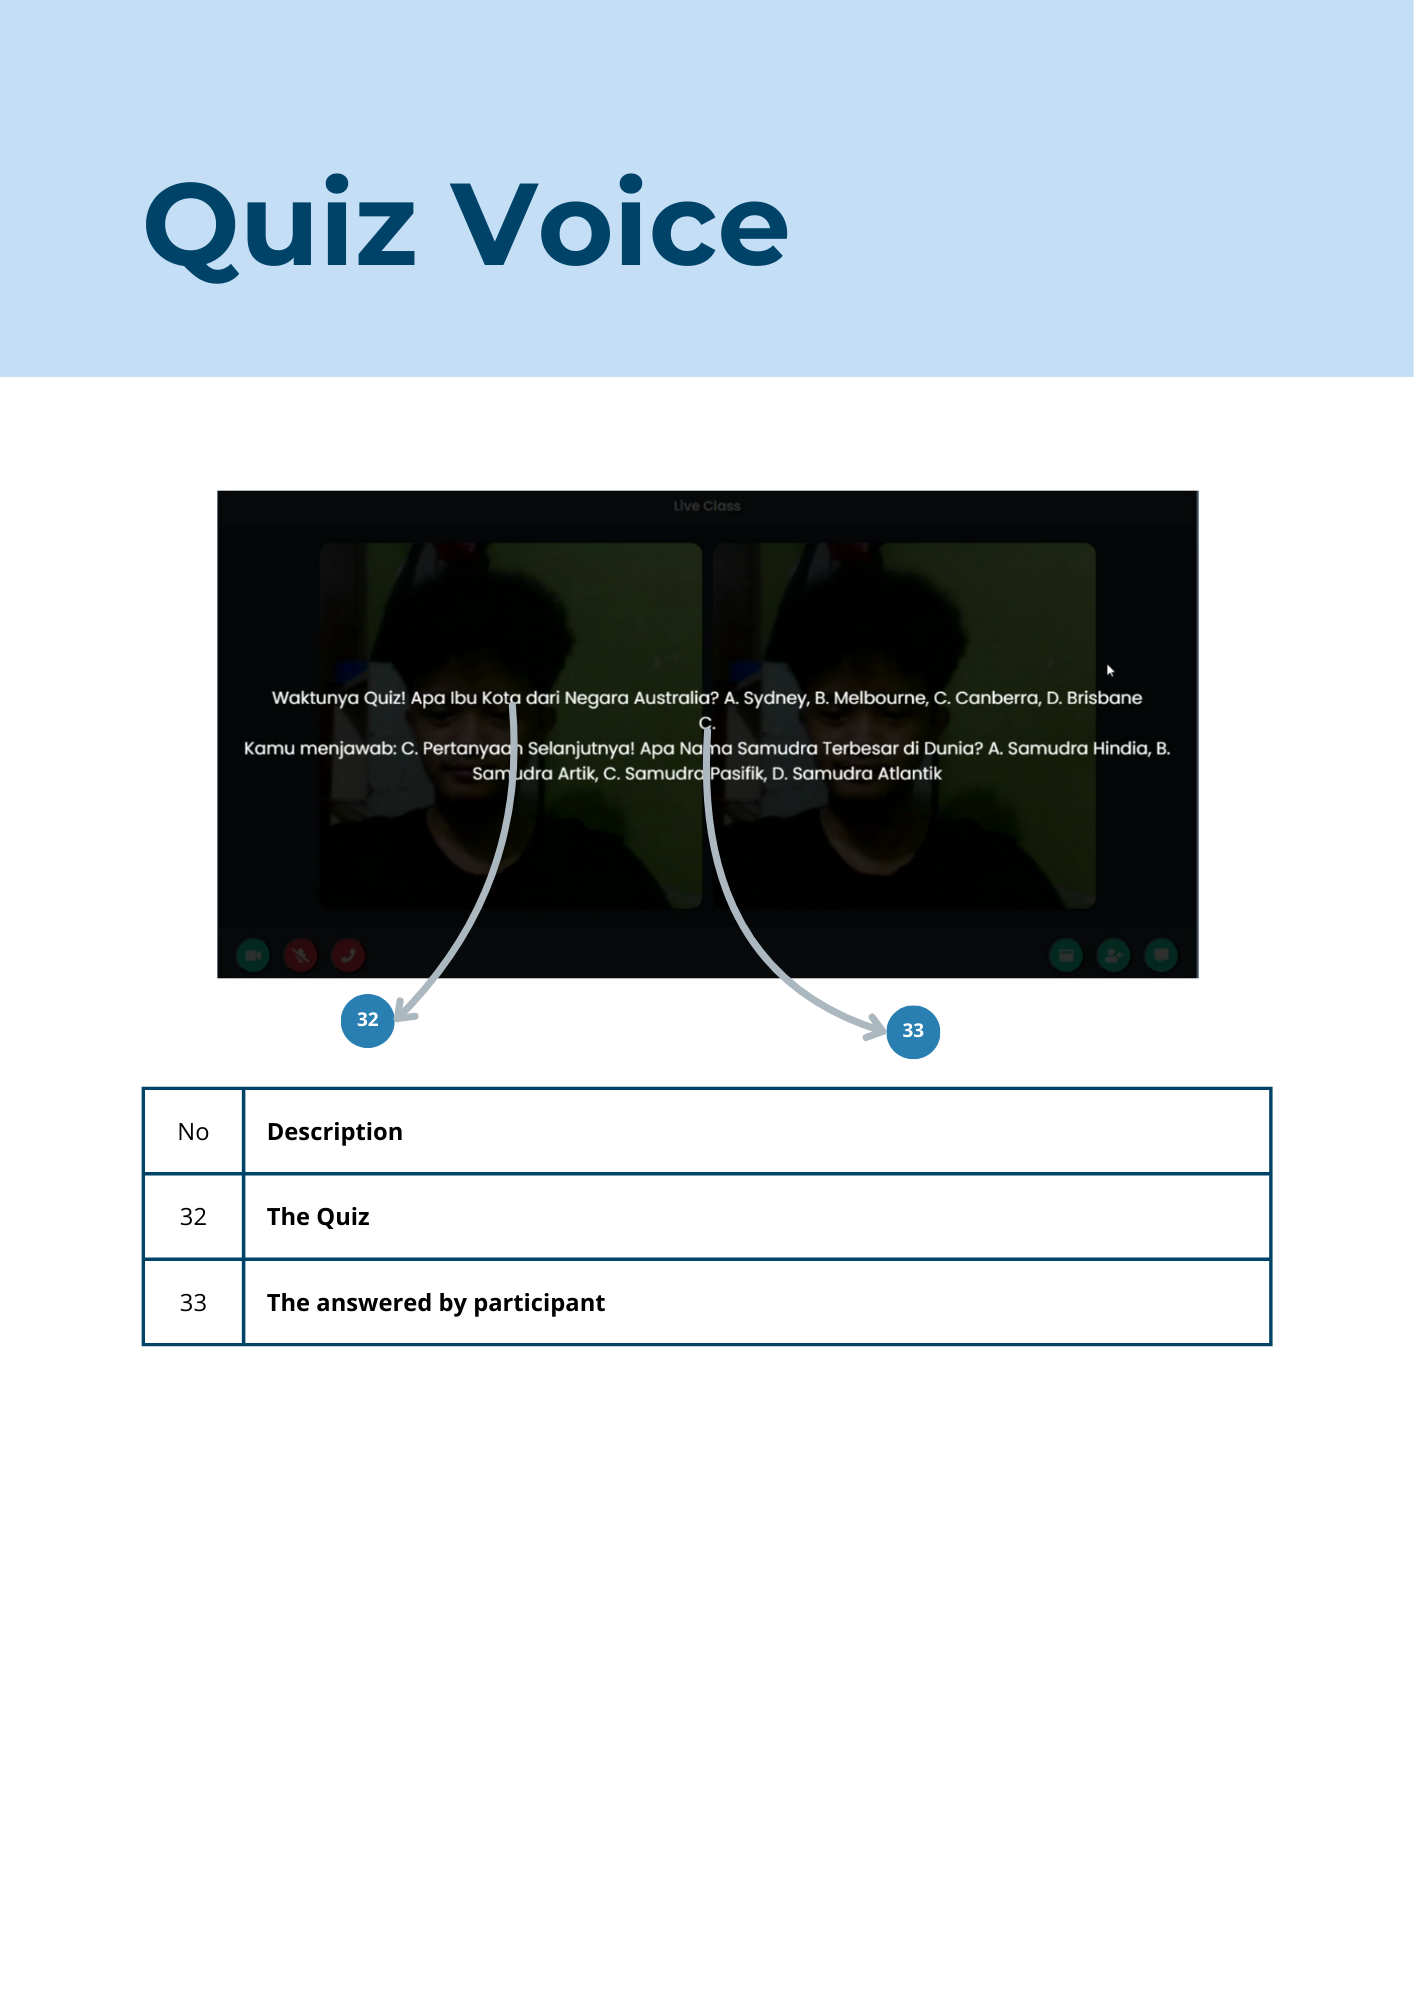 Quiz Voice
Live Class
Waktunya Quiz! Apa Ibu Kota dari Negara Australia? A. Sydney, B. Melbourne, C. Canberra, D. Brisbane
C.
Kamu menjawab: C. Pertanyaan Selanjutnya! Apa Nama Samudra Terbesar di Dunia? A. Samudra Hindia, B.
Samudra Artik, C. Samudra Pasifik, D. Samudra Atlantik
32
33
No Description
32 The Quiz
33 The answered by participant